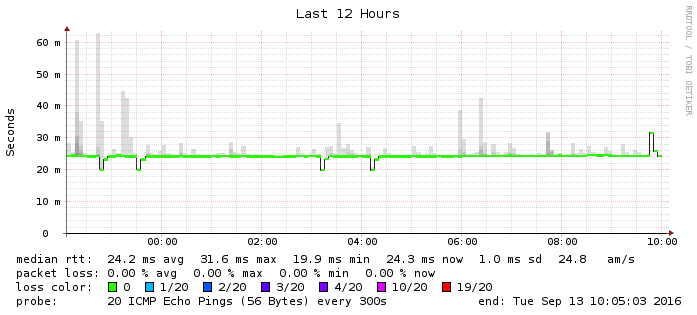 Last 12 Hours
RRDTOOL / TOBI OETIKER
Seconds
60 m
50 m
40 m
30 m
20 m
10 m
0
00:00 02:00 04:00 06:00 08:00 10:00
median rtt: 24.2 ms avg 31.6 ms max 19.9 ms min 24.3 ms now 1.0 ms sd 24.8 am/s
packet loss: 0.00 % avg 0.00 % max 0.00 % min 0.00 % now
loss color: 0 1/20 2/20 3/20 4/20 10/20 19/20
probe: 20 ICMP Echo Pings (56 Bytes) every 300s end: Tue Sep 13 10:05:03 2016